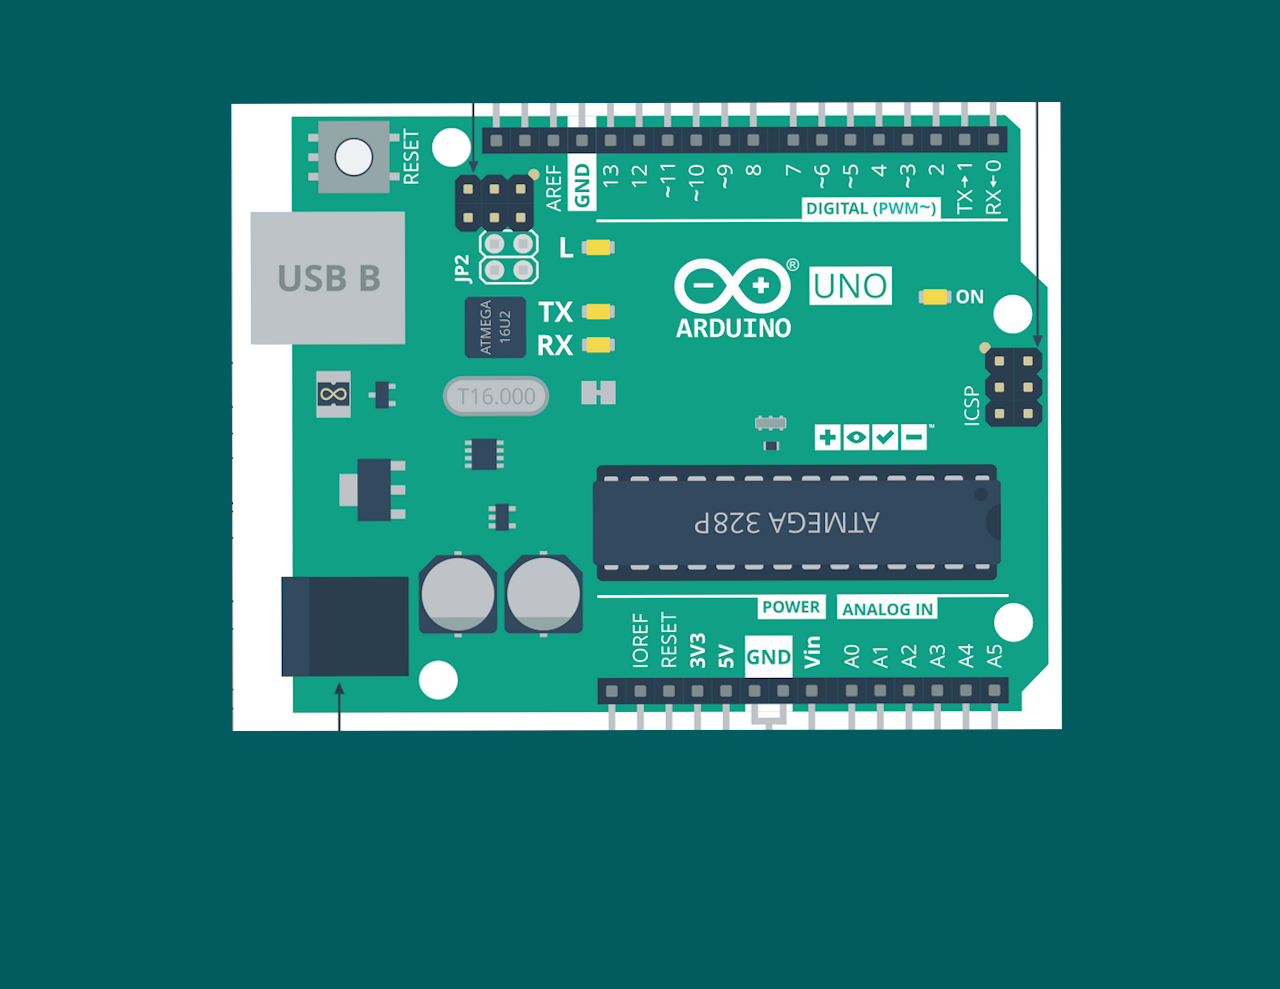 RESET
AREF
GND
13
12
~11
~10
~9
8
7
~6
~5
4
~3
2
TX→1
RX←0
DIGITAL (PWM~)
USB B
JP2
L
TX
RX
ATMEGA
16U2
ARDUINO
®
UNO
ON
T16.000
ICSP
™
ATMEGA 328P
POWER
ANALOG IN
IOREF
RESET
3V3
5V
GND
Vin
A0
A1
A2
A3
A4
A5